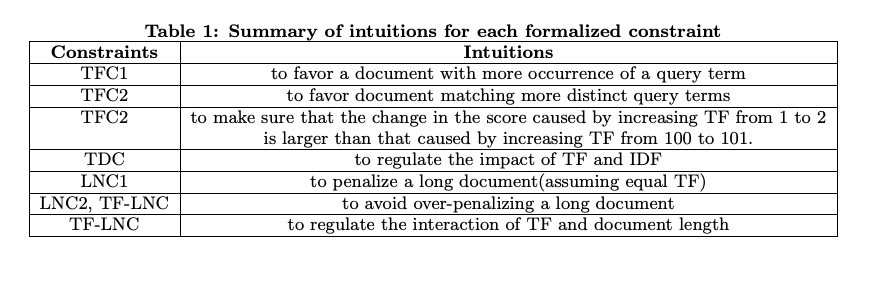 Table 1: Summary of intuitions for each formalized constraint
Constraints Intuitions
TFC1 to favor a document with more occurrence of a query term
TFC2 to favor document matching more distinct query terms
TFC2 to make sure that the change in the score caused by increasing TF from 1 to 2
is larger than that caused by increasing TF from 100 to 101.
TDC to regulate the impact of TF and IDF
LNC1 to penalize a long document(assuming equal TF)
LNC2, TF-LNC to avoid over-penalizing a long document
TF-LNC to regulate the interaction of TF and document length